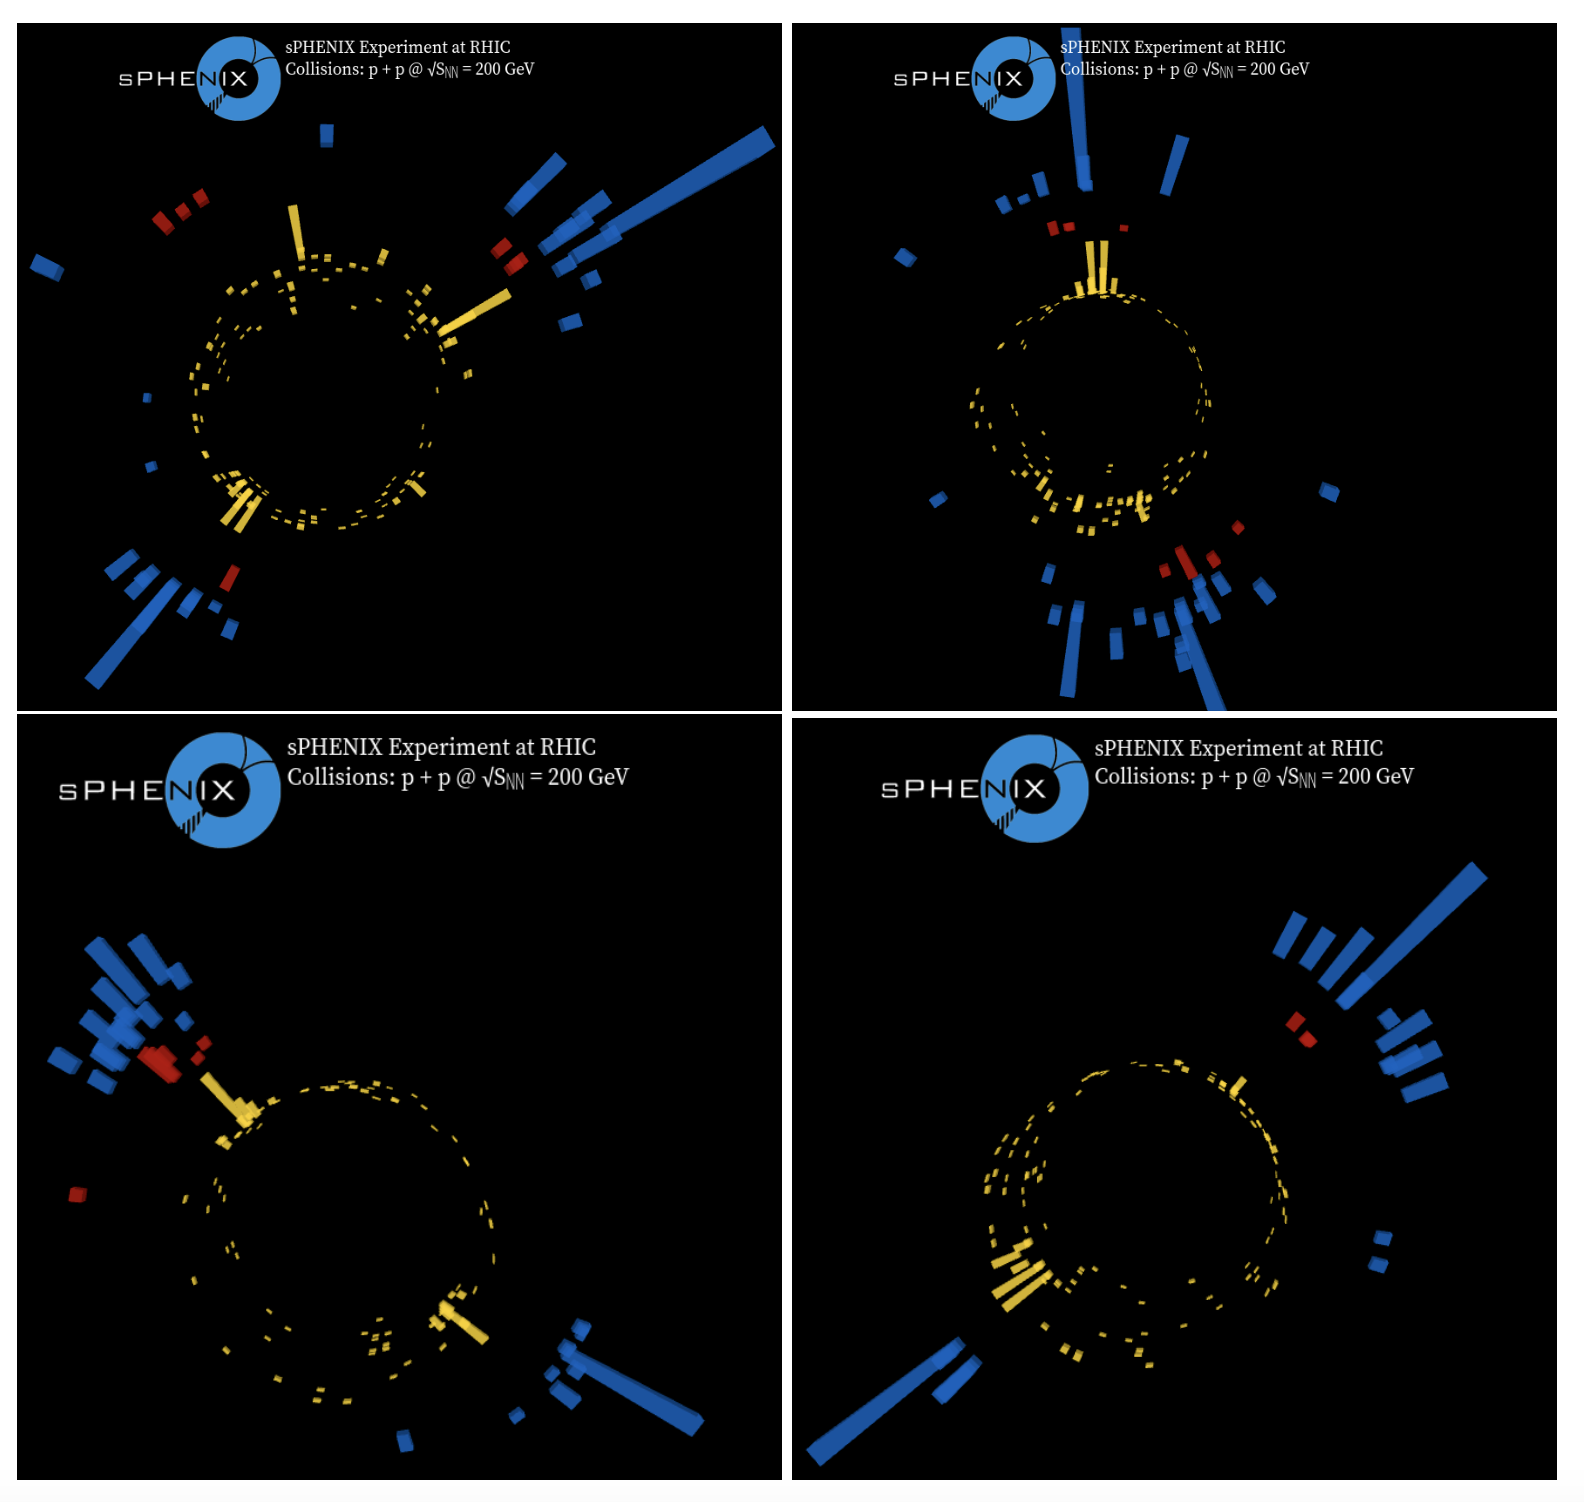 sPHENIX
sPHENIX Experiment at RHIC
Collisions: p + p @ √SNN = 200 GeV
sPHENIX
sPHENIX Experiment at RHIC
Collisions: p + p @ √SNN = 200 GeV
sPHENIX
sPHENIX Experiment at RHIC
Collisions: p + p @ √SNN = 200 GeV
sPHENIX
sPHENIX Experiment at RHIC
Collisions: p + p @ √SNN = 200 GeV